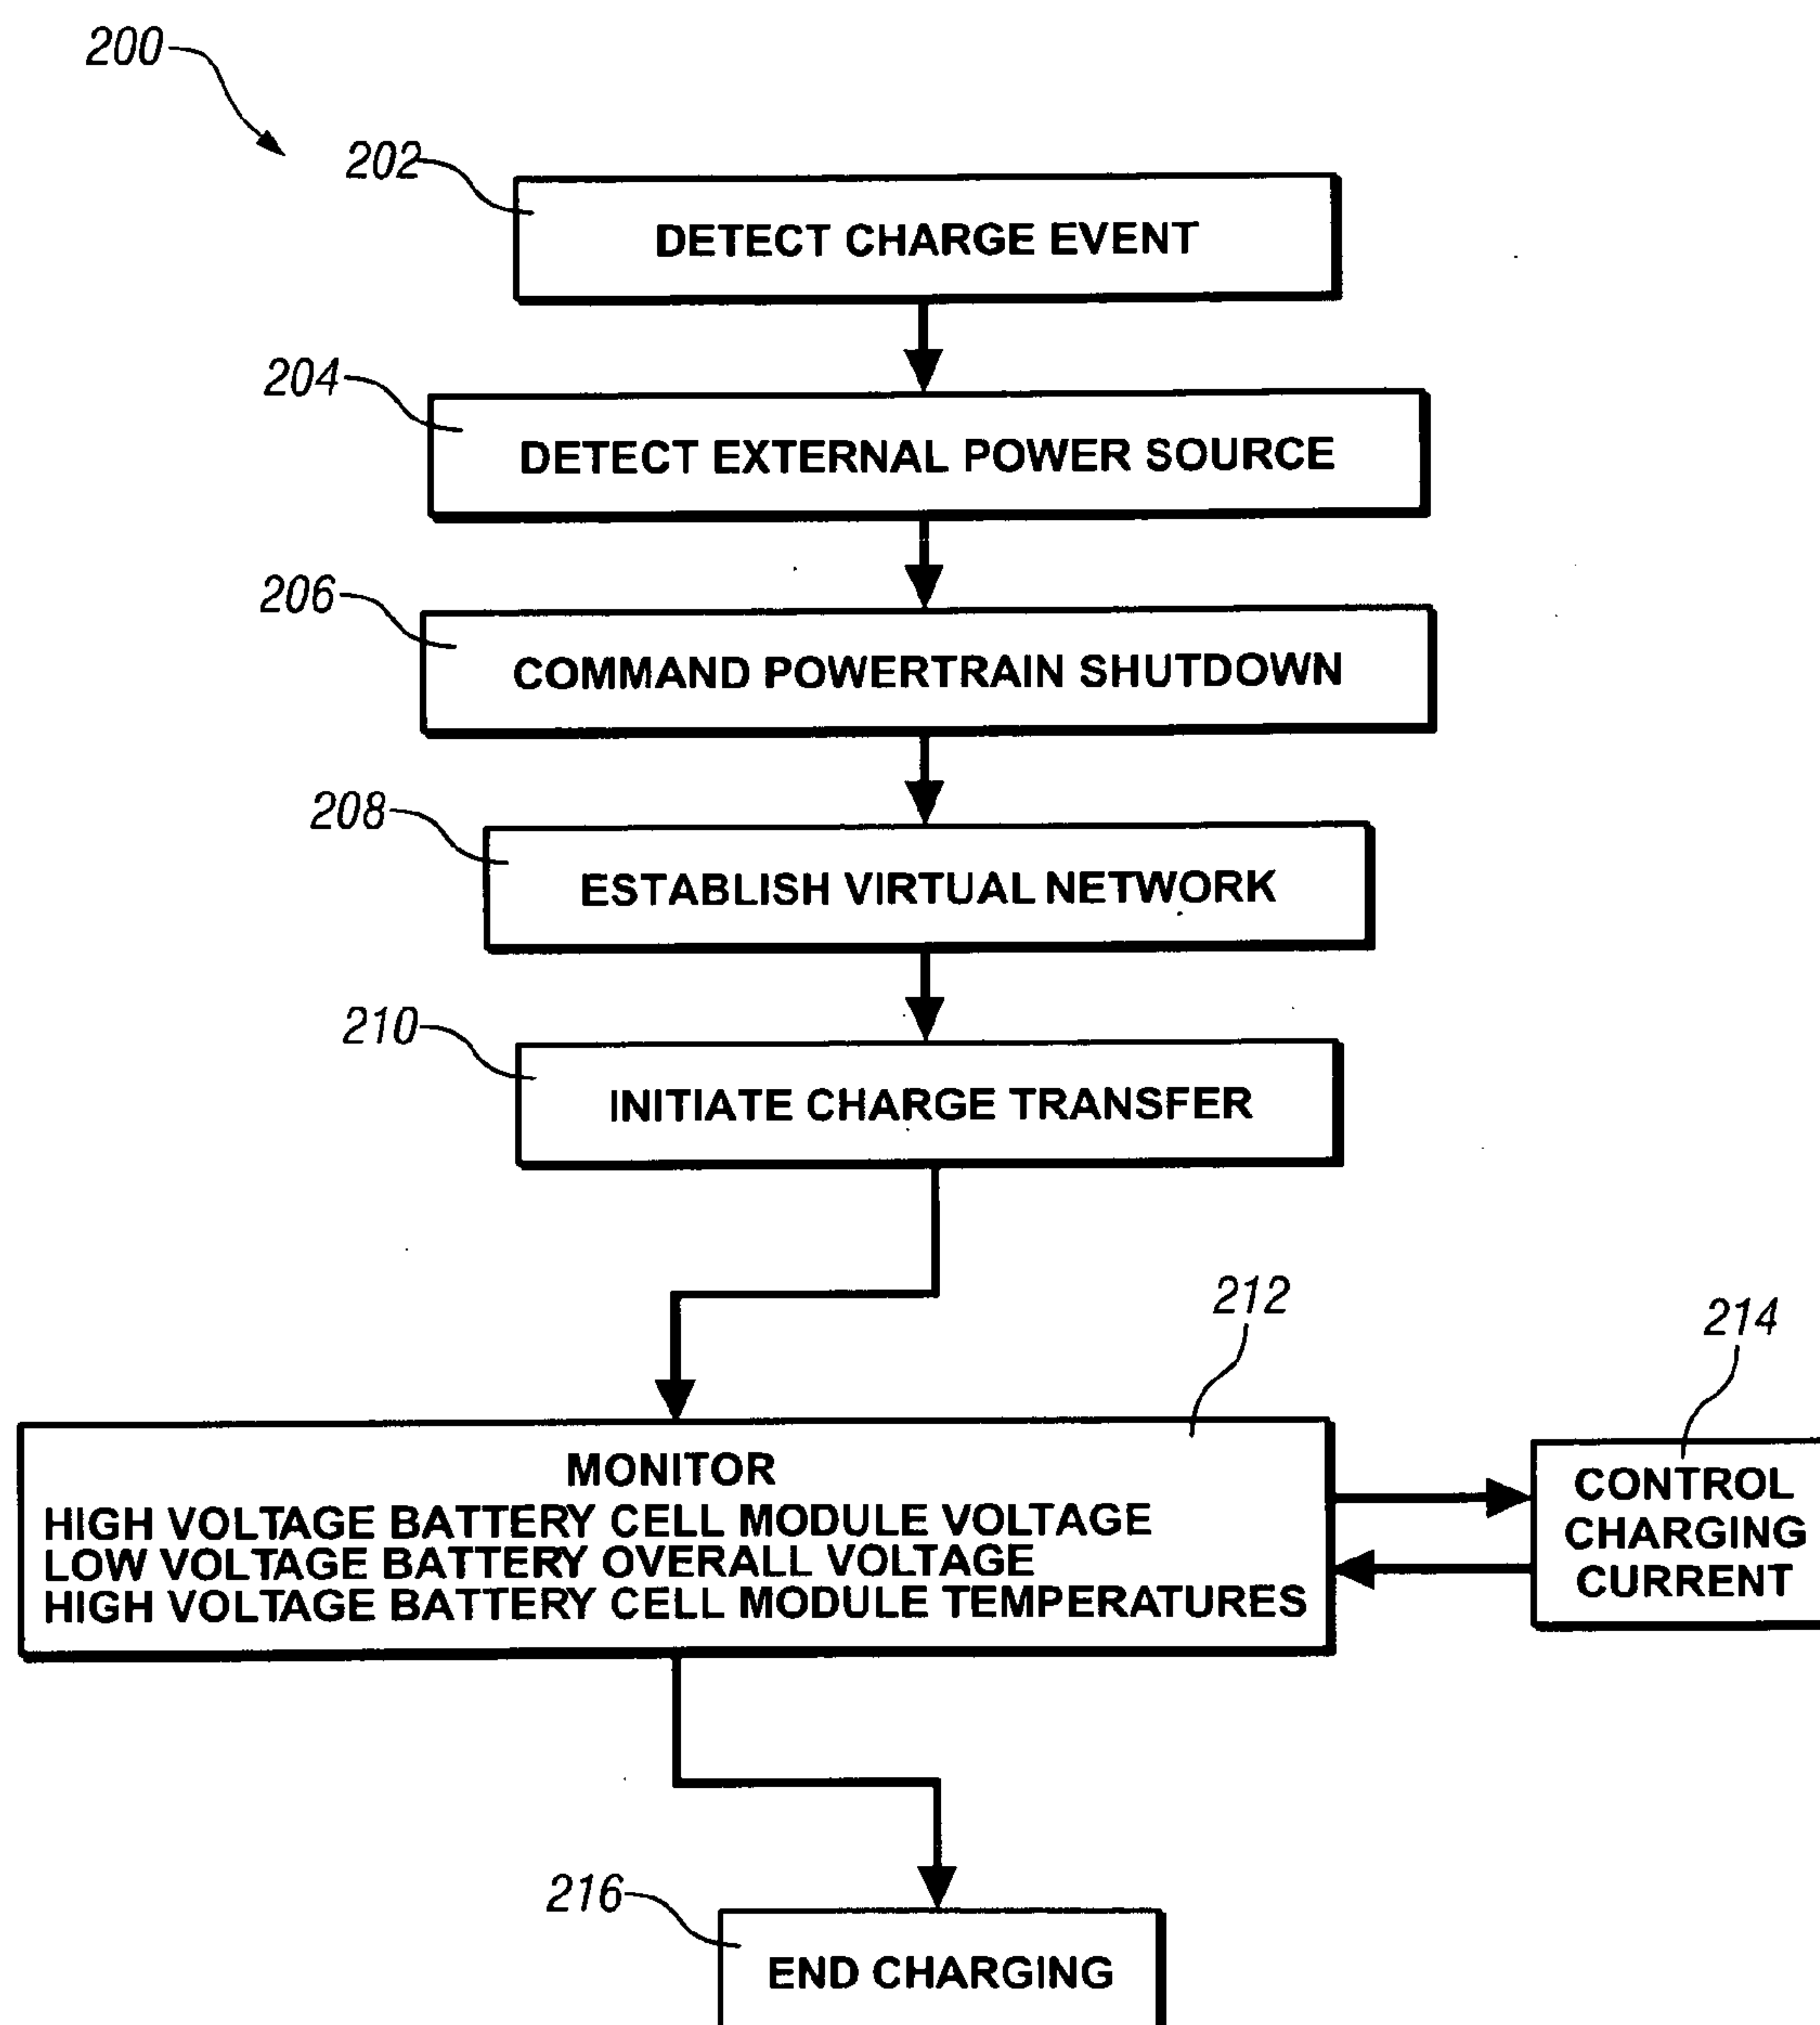 200
202
DETECT CHARGE EVENT
204
DETECT EXTERNAL POWER SOURCE
206
COMMAND POWERTRAIN SHUTDOWN
208
ESTABLISH VIRTUAL NETWORK
210
INITIATE CHARGE TRANSFER
212
MONITOR
HIGH VOLTAGE BATTERY CELL MODULE VOLTAGE
LOW VOLTAGE BATTERY OVERALL VOLTAGE
HIGH VOLTAGE BATTERY CELL MODULE TEMPERATURES
214
CONTROL
CHARGING
CURRENT
216
END CHARGING